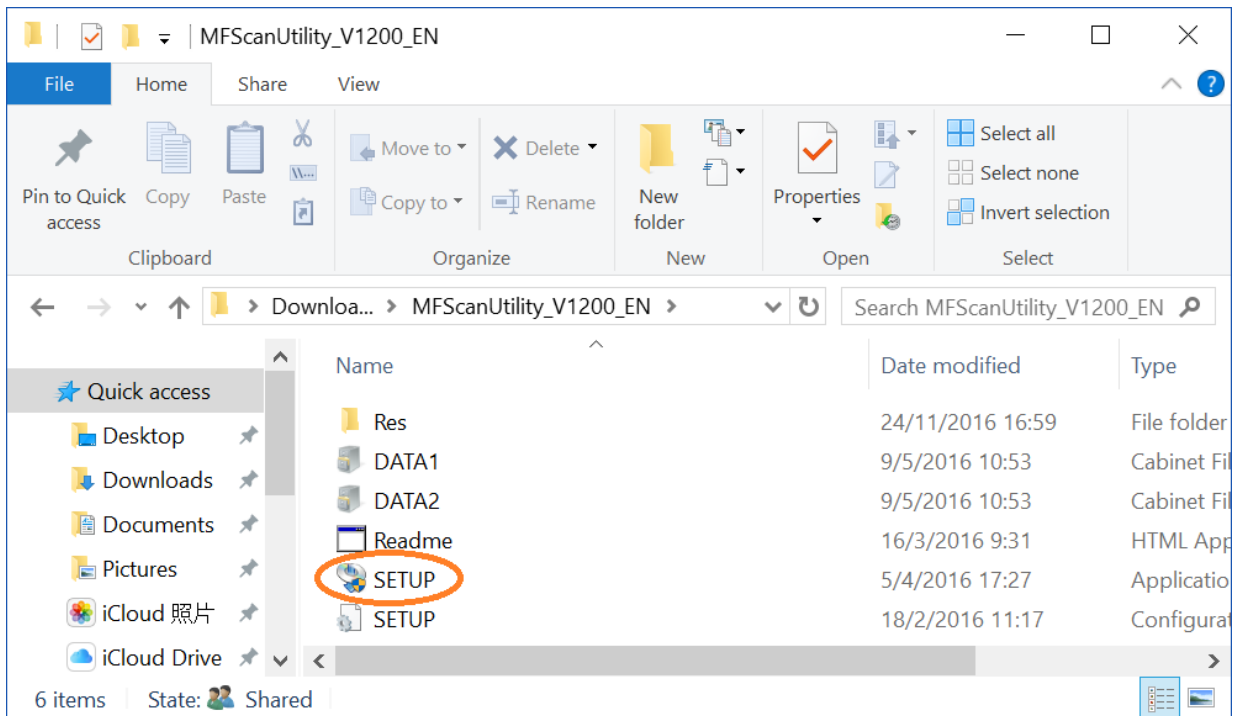 MFScanUtility_V1200_EN
File Home Share View
Pin to Quick access
Copy
Paste
Move to
Copy to
Delete
Rename
New folder
Properties
Select all
Select none
Invert selection
Clipboard Organize New Open Select
Downloa... MFScanUtility_V1200_EN
Search MFScanUtility_V1200_EN
Name Date modified Type
Quick access
Desktop
Downloads
Documents
Pictures
iCloud 照片
iCloud Drive
Res 24/11/2016 16:59 File folder
DATA1 9/5/2016 10:53 Cabinet Fil
DATA2 9/5/2016 10:53 Cabinet Fil
Readme 16/3/2016 9:31 HTML App
SETUP 5/4/2016 17:27 Applicatio
SETUP 18/2/2016 11:17 Configurat
6 items State: Shared